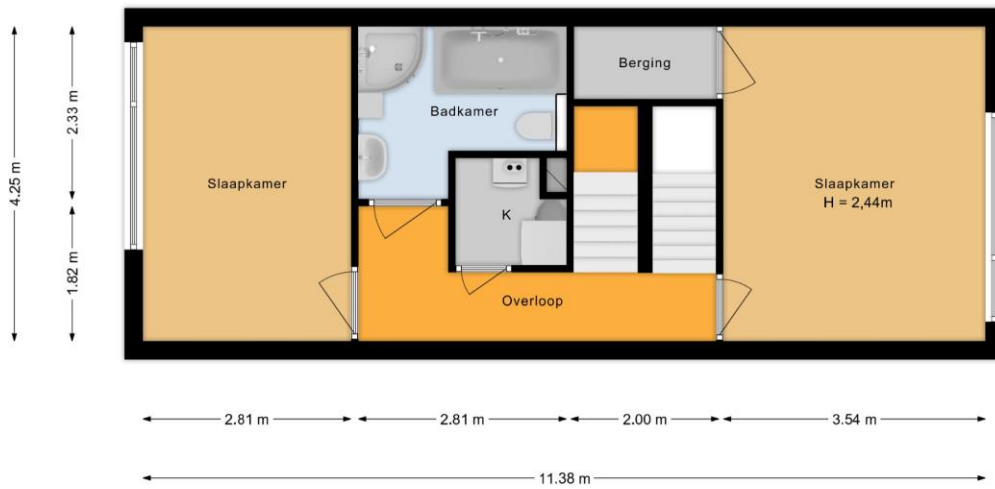 Berging
Badkamer
Slaapkamer
Slaapkamer
H = 2,44m
K
Overloop
4.25 m
2.33 m
1.82 m
2.81 m
2.81 m
2.00 m
3.54 m
11.38 m